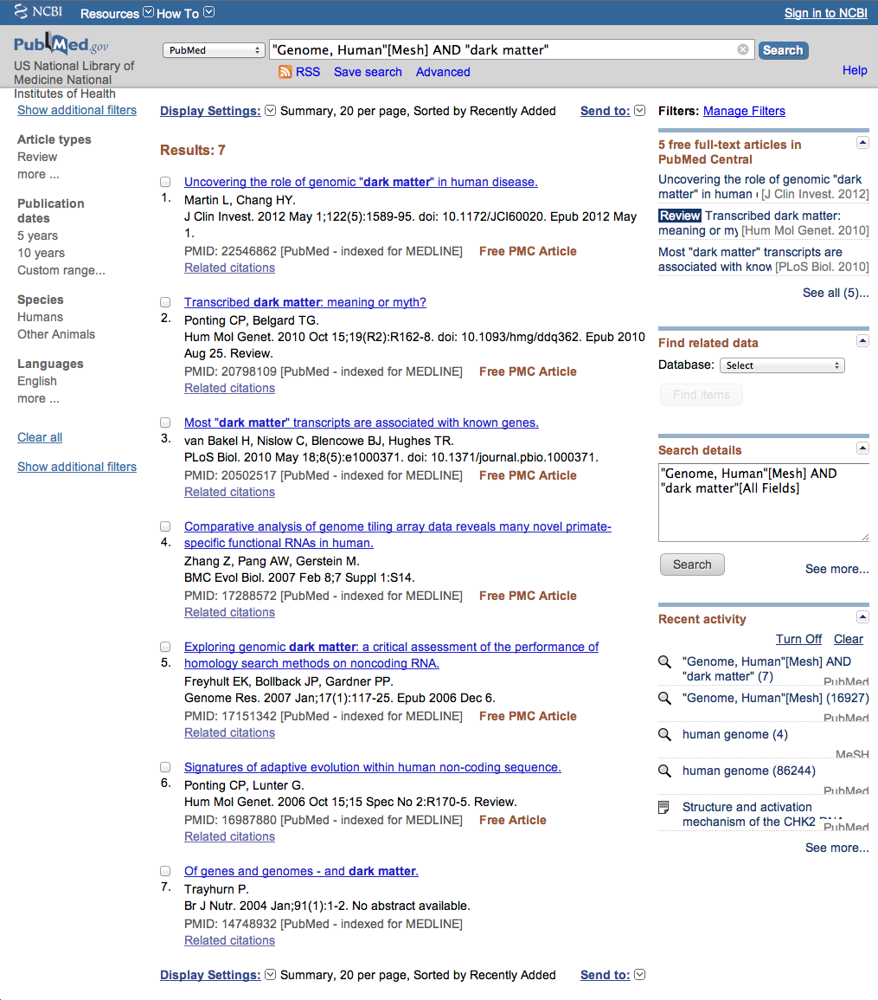 NCBI Resources How To Sign in to NCBI
PubMed.gov
US National Library of
Medicine National
Institutes of Health
PubMed "Genome, Human"[Mesh] AND "dark matter" Search
RSS Save search Advanced Help
Show additional filters
Article types
Review
more ...
Publication
dates
5 years
10 years
Custom range...
Species
Humans
Other Animals
Languages
English
more ...
Clear all
Show additional filters
Display Settings: Summary, 20 per page, Sorted by Recently Added Send to:
Results: 7
Uncovering the role of genomic "dark matter" in human disease.
1. Martin L, Chang HY.
J Clin Invest. 2012 May 1;122(5):1589-95. doi: 10.1172/JCI60020. Epub 2012 May
1.
PMID: 22546862 [PubMed - indexed for MEDLINE] Free PMC Article
Related citations
Transcribed dark matter: meaning or myth?
2. Ponting CP, Belgard TG.
Hum Mol Genet. 2010 Oct 15;19(R2):R162-8. doi: 10.1093/hmg/ddq362. Epub 2010
Aug 25. Review.
PMID: 20798109 [PubMed - indexed for MEDLINE] Free PMC Article
Related citations
Most "dark matter" transcripts are associated with known genes.
3. van Bakel H, Nislow C, Blencowe BJ, Hughes TR.
PLoS Biol. 2010 May 18;8(5):e1000371. doi: 10.1371/journal.pbio.1000371.
PMID: 20502517 [PubMed - indexed for MEDLINE] Free PMC Article
Related citations
Comparative analysis of genome tiling array data reveals many novel primate-
4. specific functional RNAs in human.
Zhang Z, Pang AW, Gerstein M.
BMC Evol Biol. 2007 Feb 8;7 Suppl 1:S14.
PMID: 17288572 [PubMed - indexed for MEDLINE] Free PMC Article
Related citations
Exploring genomic dark matter: a critical assessment of the performance of
5. homology search methods on noncoding RNA.
Freyhult EK, Bollback JP, Gardner PP.
Genome Res. 2007 Jan;17(1):117-25. Epub 2006 Dec 6.
PMID: 17151342 [PubMed - indexed for MEDLINE] Free PMC Article
Related citations
Signatures of adaptive evolution within human non-coding sequence.
6. Ponting CP, Lunter G.
Hum Mol Genet. 2006 Oct 15;15 Spec No 2:R170-5. Review.
PMID: 16987880 [PubMed - indexed for MEDLINE] Free Article
Related citations
Of genes and genomes - and dark matter.
7. Trayhurn P.
Br J Nutr. 2004 Jan;91(1):1-2. No abstract available.
PMID: 14748932 [PubMed - indexed for MEDLINE]
Related citations
Display Settings: Summary, 20 per page, Sorted by Recently Added Send to:
Filters: Manage Filters
5 free full-text articles in
PubMed Central
Uncovering the role of genomic "dark
matter" in human [J Clin Invest. 2012]
Review Transcribed dark matter:
meaning or my [Hum Mol Genet. 2010]
Most "dark matter" transcripts are
associated with know [PLoS Biol. 2010]
See all (5)...
Find related data
Database: Select
Find items
Search details
"Genome, Human"[Mesh] AND
"dark matter"[All Fields]
Search See more...
Recent activity
Turn Off Clear
"Genome, Human"[Mesh] AND
"dark matter" (7)
PubMed
"Genome, Human"[Mesh] (16927)
PubMed
human genome (4)
MeSH
human genome (86244)
PubMed
Structure and activation
mechanism of the CHK2 DNA
PubMed
See more...